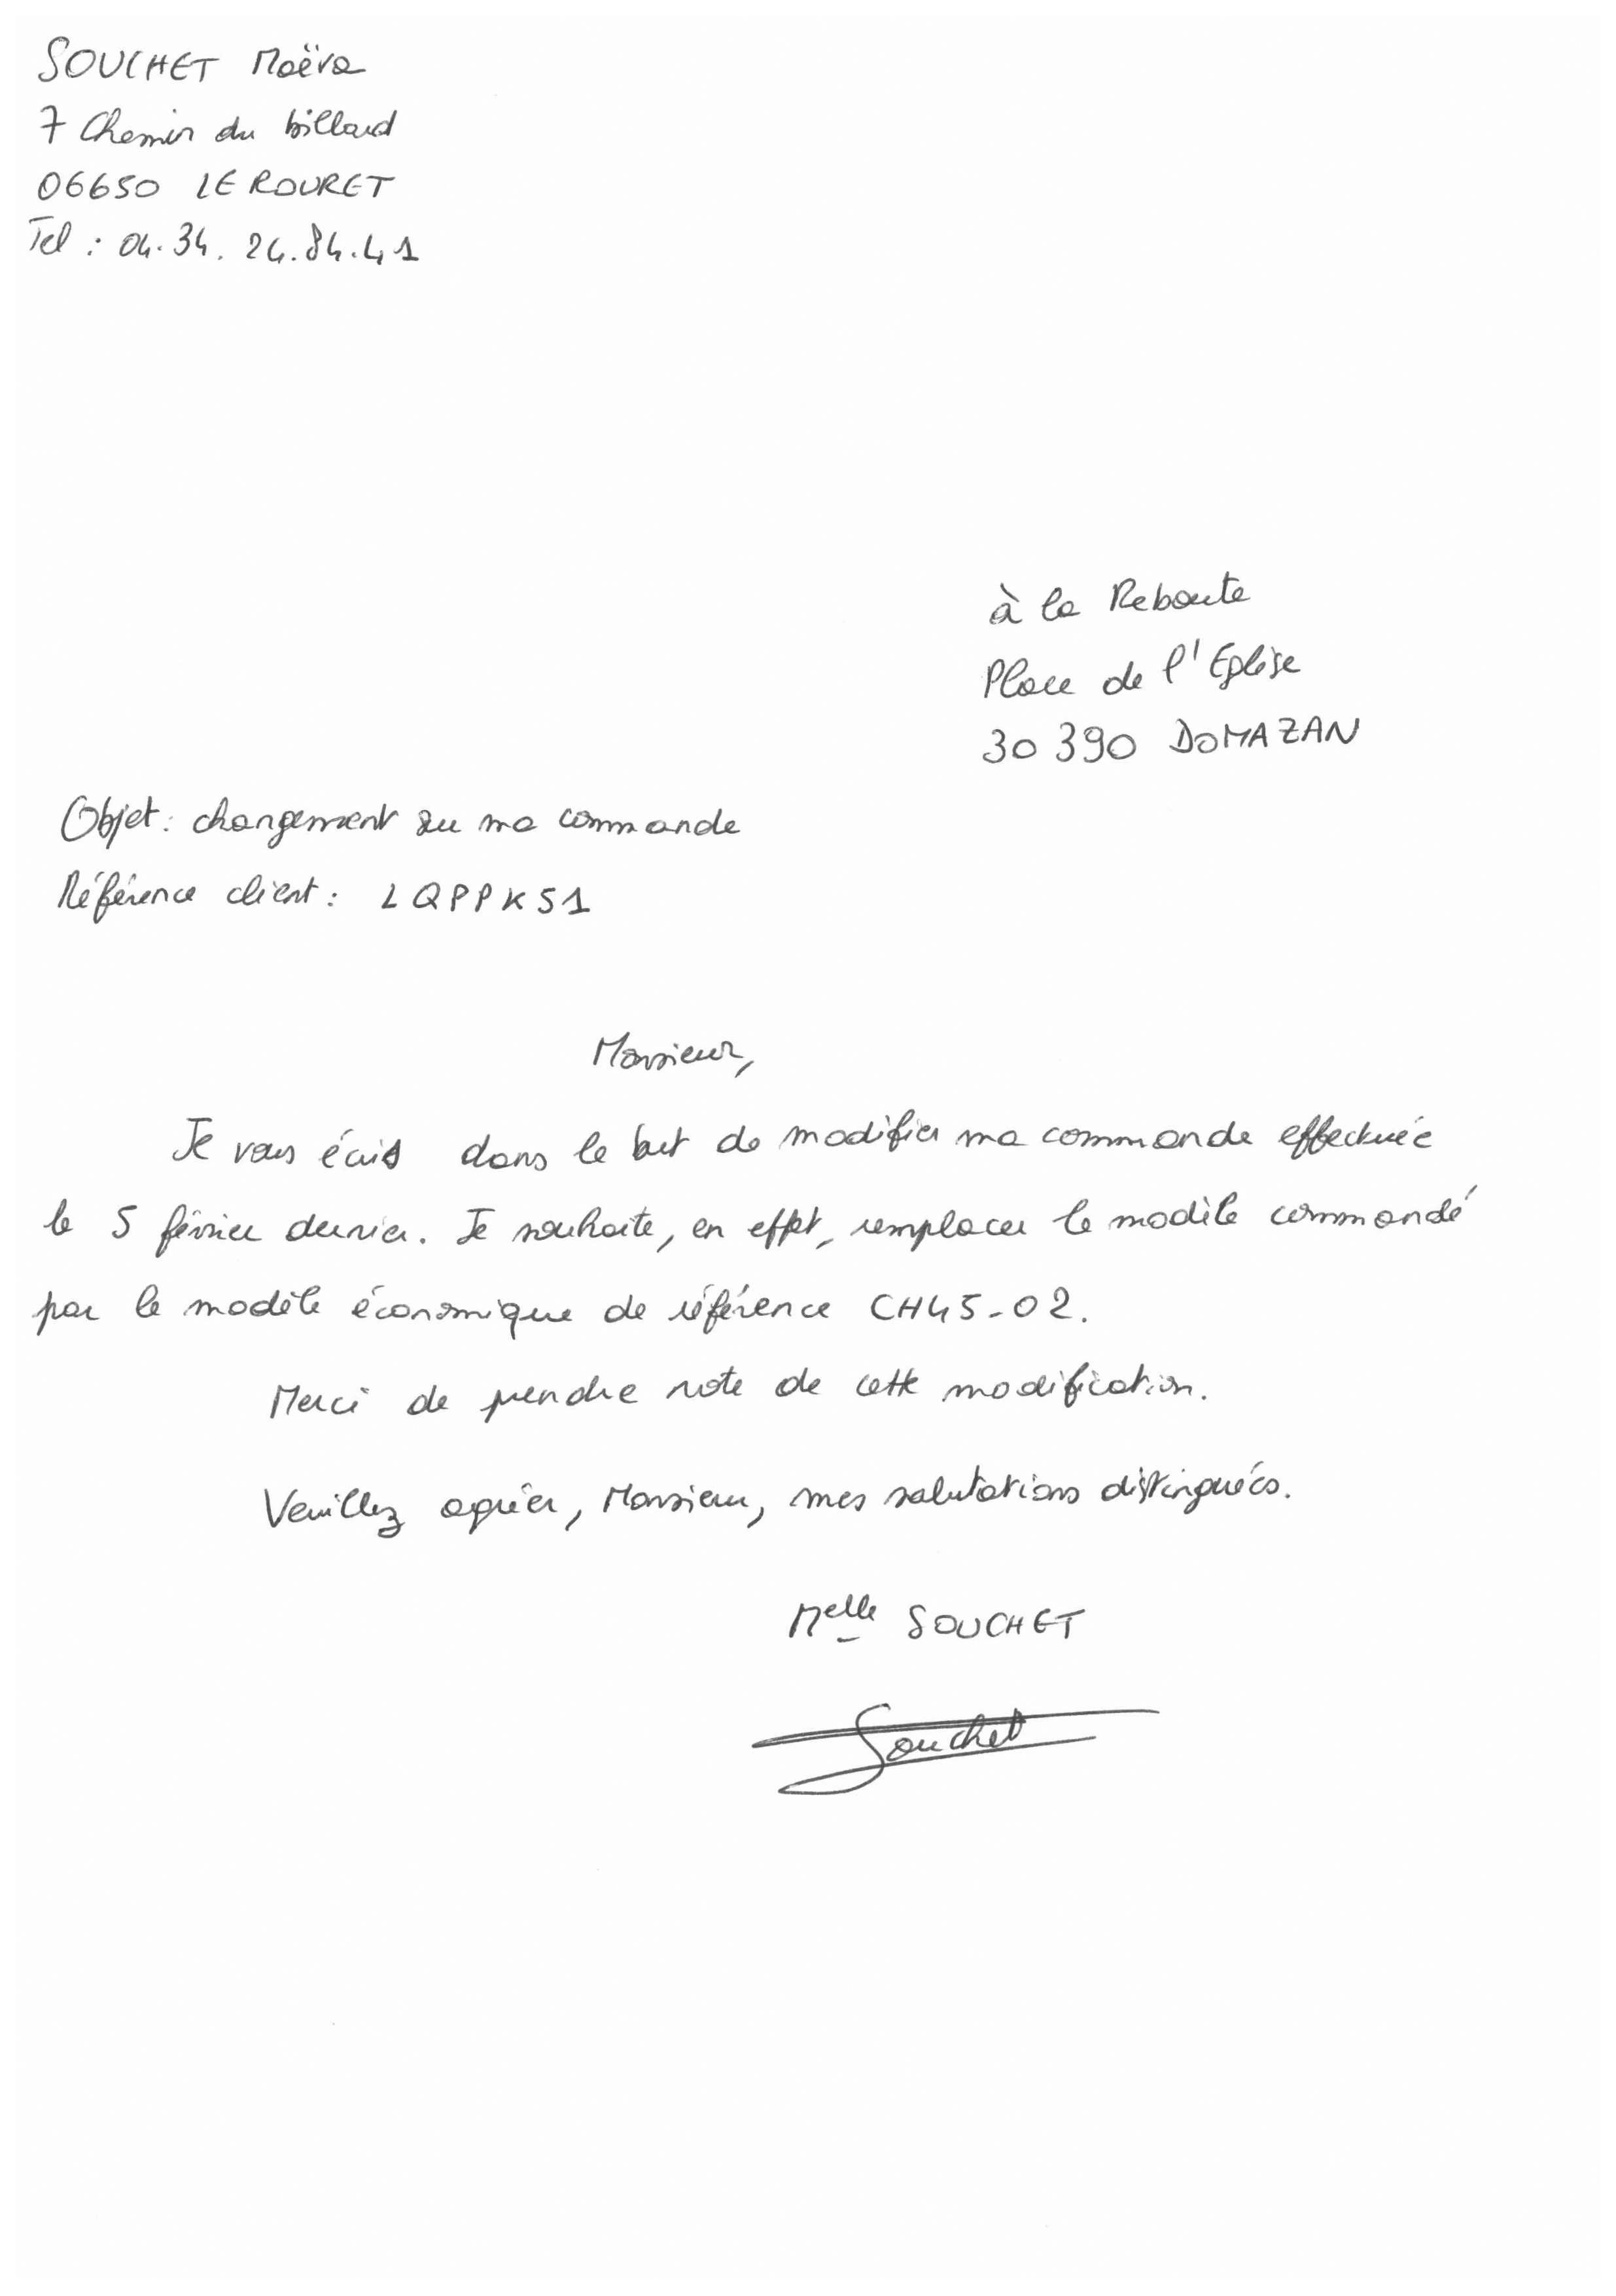 SOUCHET Maëva
7 Chemin du billard
06650 LE ROURET
Tel : 04.34.24.84.41
à la Reboute
Place de l'Eglise
30 390 DOMAZAN
Objet : changement sur ma commande
Référence client : LQPPK51
Monsieur,
Je vous écris dans le but de modifier ma commande effectuée
le 5 février dernier. Je souhaite, en effet, remplacer le modèle commandé
par le modèle économique de référence CH45-02.
Merci de prendre note de cette modification.
Veuillez agréer, Monsieur, mes salutations distinguées.
Melle SOUCHET
Souchet